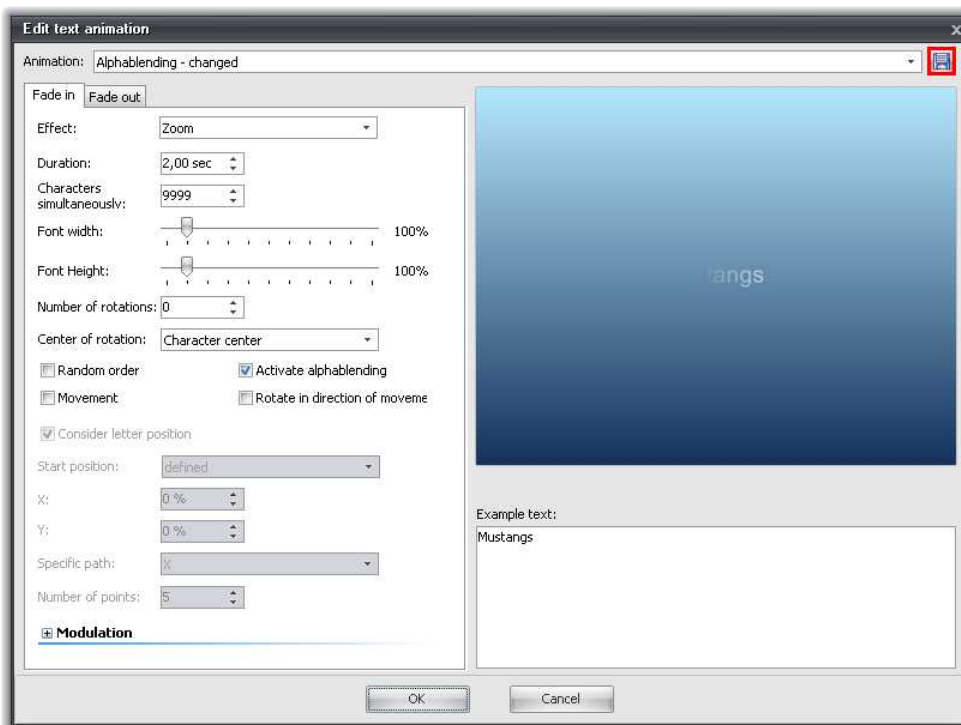 Edit text animation
x
Animation: Alphablending - changed
Fade in Fade out
Effect: Zoom
Duration: 2,00 sec
Characters
simultaneously: 9999
Font width: 100%
Font Height: 100%
Number of rotations: 0
Center of rotation: Character center
Random order Activate alphablending
Movement Rotate in direction of moveme
Consider letter position
Start position: defined
X: 0 %
Y: 0 %
Specific path: X
Number of points: 5
Modulation
tangs
Example text:
Mustangs
OK Cancel